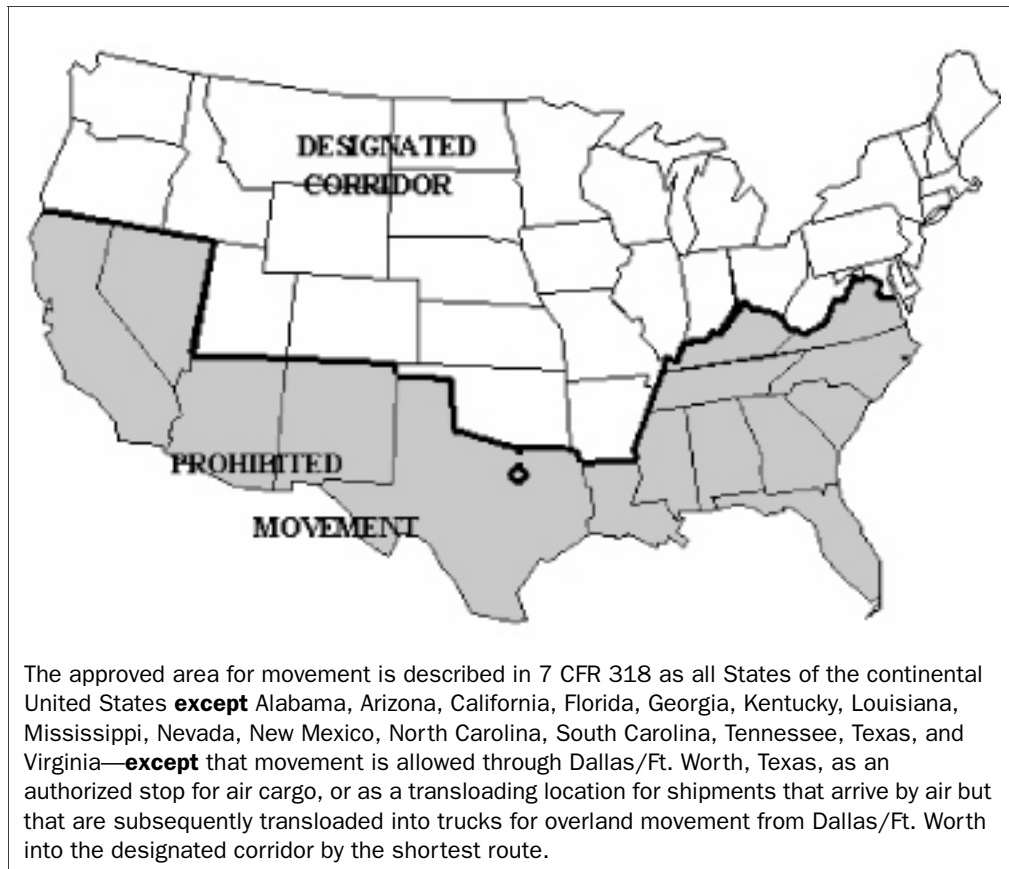 DESIGNATED
CORRIDOR
PROHIBITED
MOVEMENT
The approved area for movement is described in 7 CFR 318 as all States of the continental
United States except Alabama, Arizona, California, Florida, Georgia, Kentucky, Louisiana,
Mississippi, Nevada, New Mexico, North Carolina, South Carolina, Tennessee, Texas, and
Virginia—except that movement is allowed through Dallas/Ft. Worth, Texas, as an
authorized stop for air cargo, or as a transloading location for shipments that arrive by air but
that are subsequently transloaded into trucks for overland movement from Dallas/Ft. Worth
into the designated corridor by the shortest route.